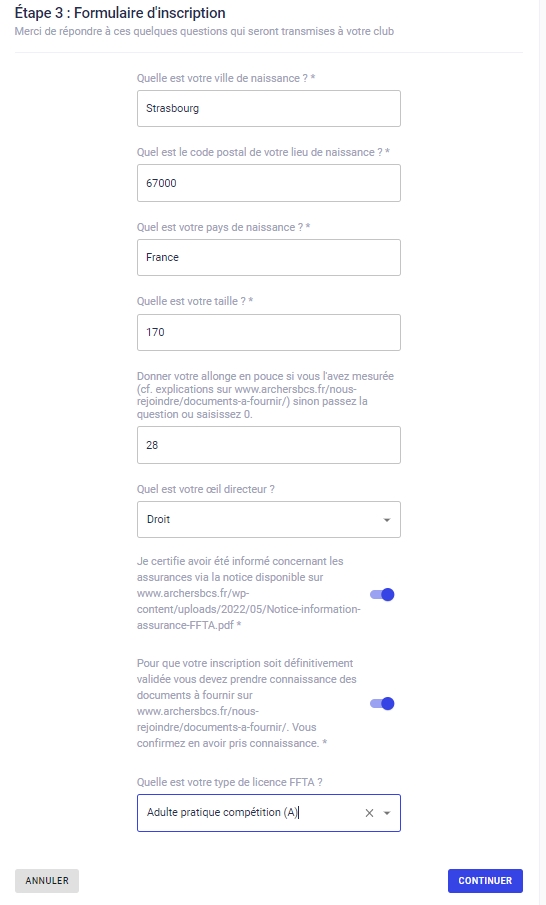 Étape 3 : Formulaire d'inscription
Merci de répondre à ces quelques questions qui seront transmises à votre club
Quelle est votre ville de naissance ? *
Strasbourg
Quel est le code postal de votre lieu de naissance ? *
67000
Quel est votre pays de naissance ? *
France
Quelle est votre taille ? *
170
Donner votre allonge en pouce si vous l'avez mesurée
(cf. explications sur www.archersbcs.fr/nous-
rejoindre/documents-a-fournir/) sinon passez la
question ou saisissez 0.
28
Quel est votre œil directeur ?
Droit
Je certifie avoir été informé concernant les
assurances via la notice disponible sur
www.archersbcs.fr/wp-
content/uploads/2022/05/Notice-information-
assurance-FFTA.pdf *
Pour que votre inscription soit définitivement
validée vous devez prendre connaissance des
documents à fournir sur
www.archersbcs.fr/nous-
rejoindre/documents-a-fournir/. Vous
confirmez en avoir pris connaissance. *
Quelle est votre type de licence FFTA ?
Adulte pratique compétition (A)
ANNULER
CONTINUER